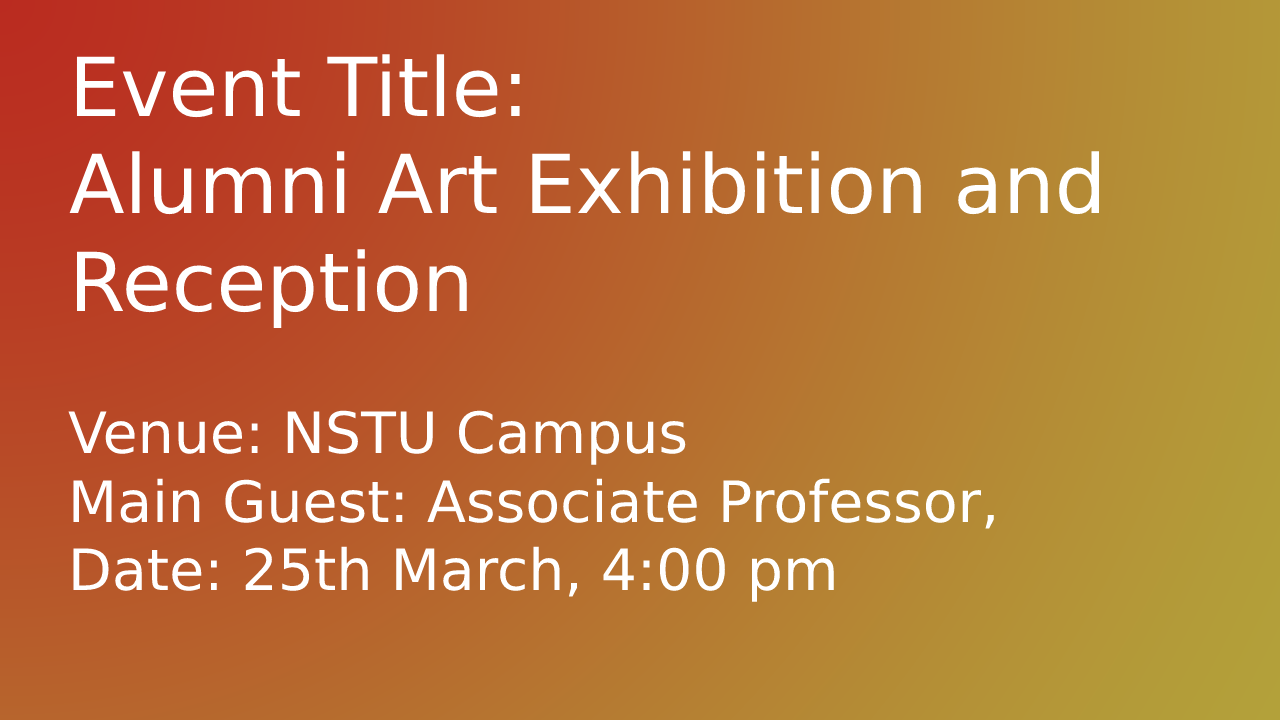 Event Title:
Alumni Art Exhibition and
Reception
Venue: NSTU Campus
Main Guest: Associate Professor,
Date: 25th March, 4:00 pm